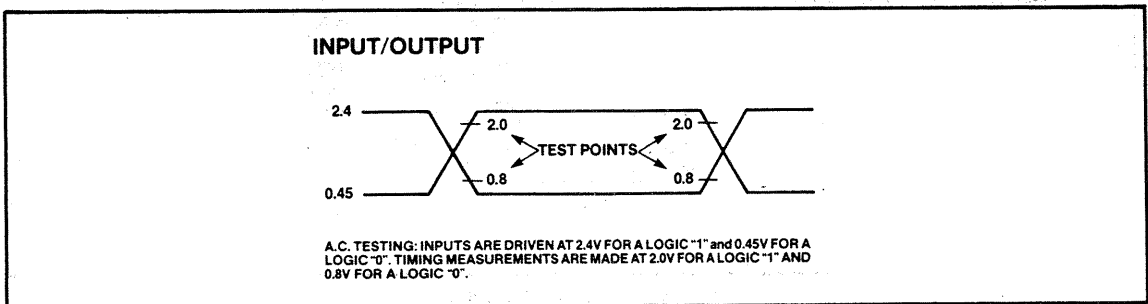 INPUT/OUTPUT
2.4
2.0 2.0
TEST POINTS
0.8 0.8
0.45
A.C. TESTING: INPUTS ARE DRIVEN AT 2.4V FOR A LOGIC "1" and 0.45V FOR A
LOGIC "0". TIMING MEASUREMENTS ARE MADE AT 2.0V FOR A LOGIC "1" AND
0.8V FOR A LOGIC "0".